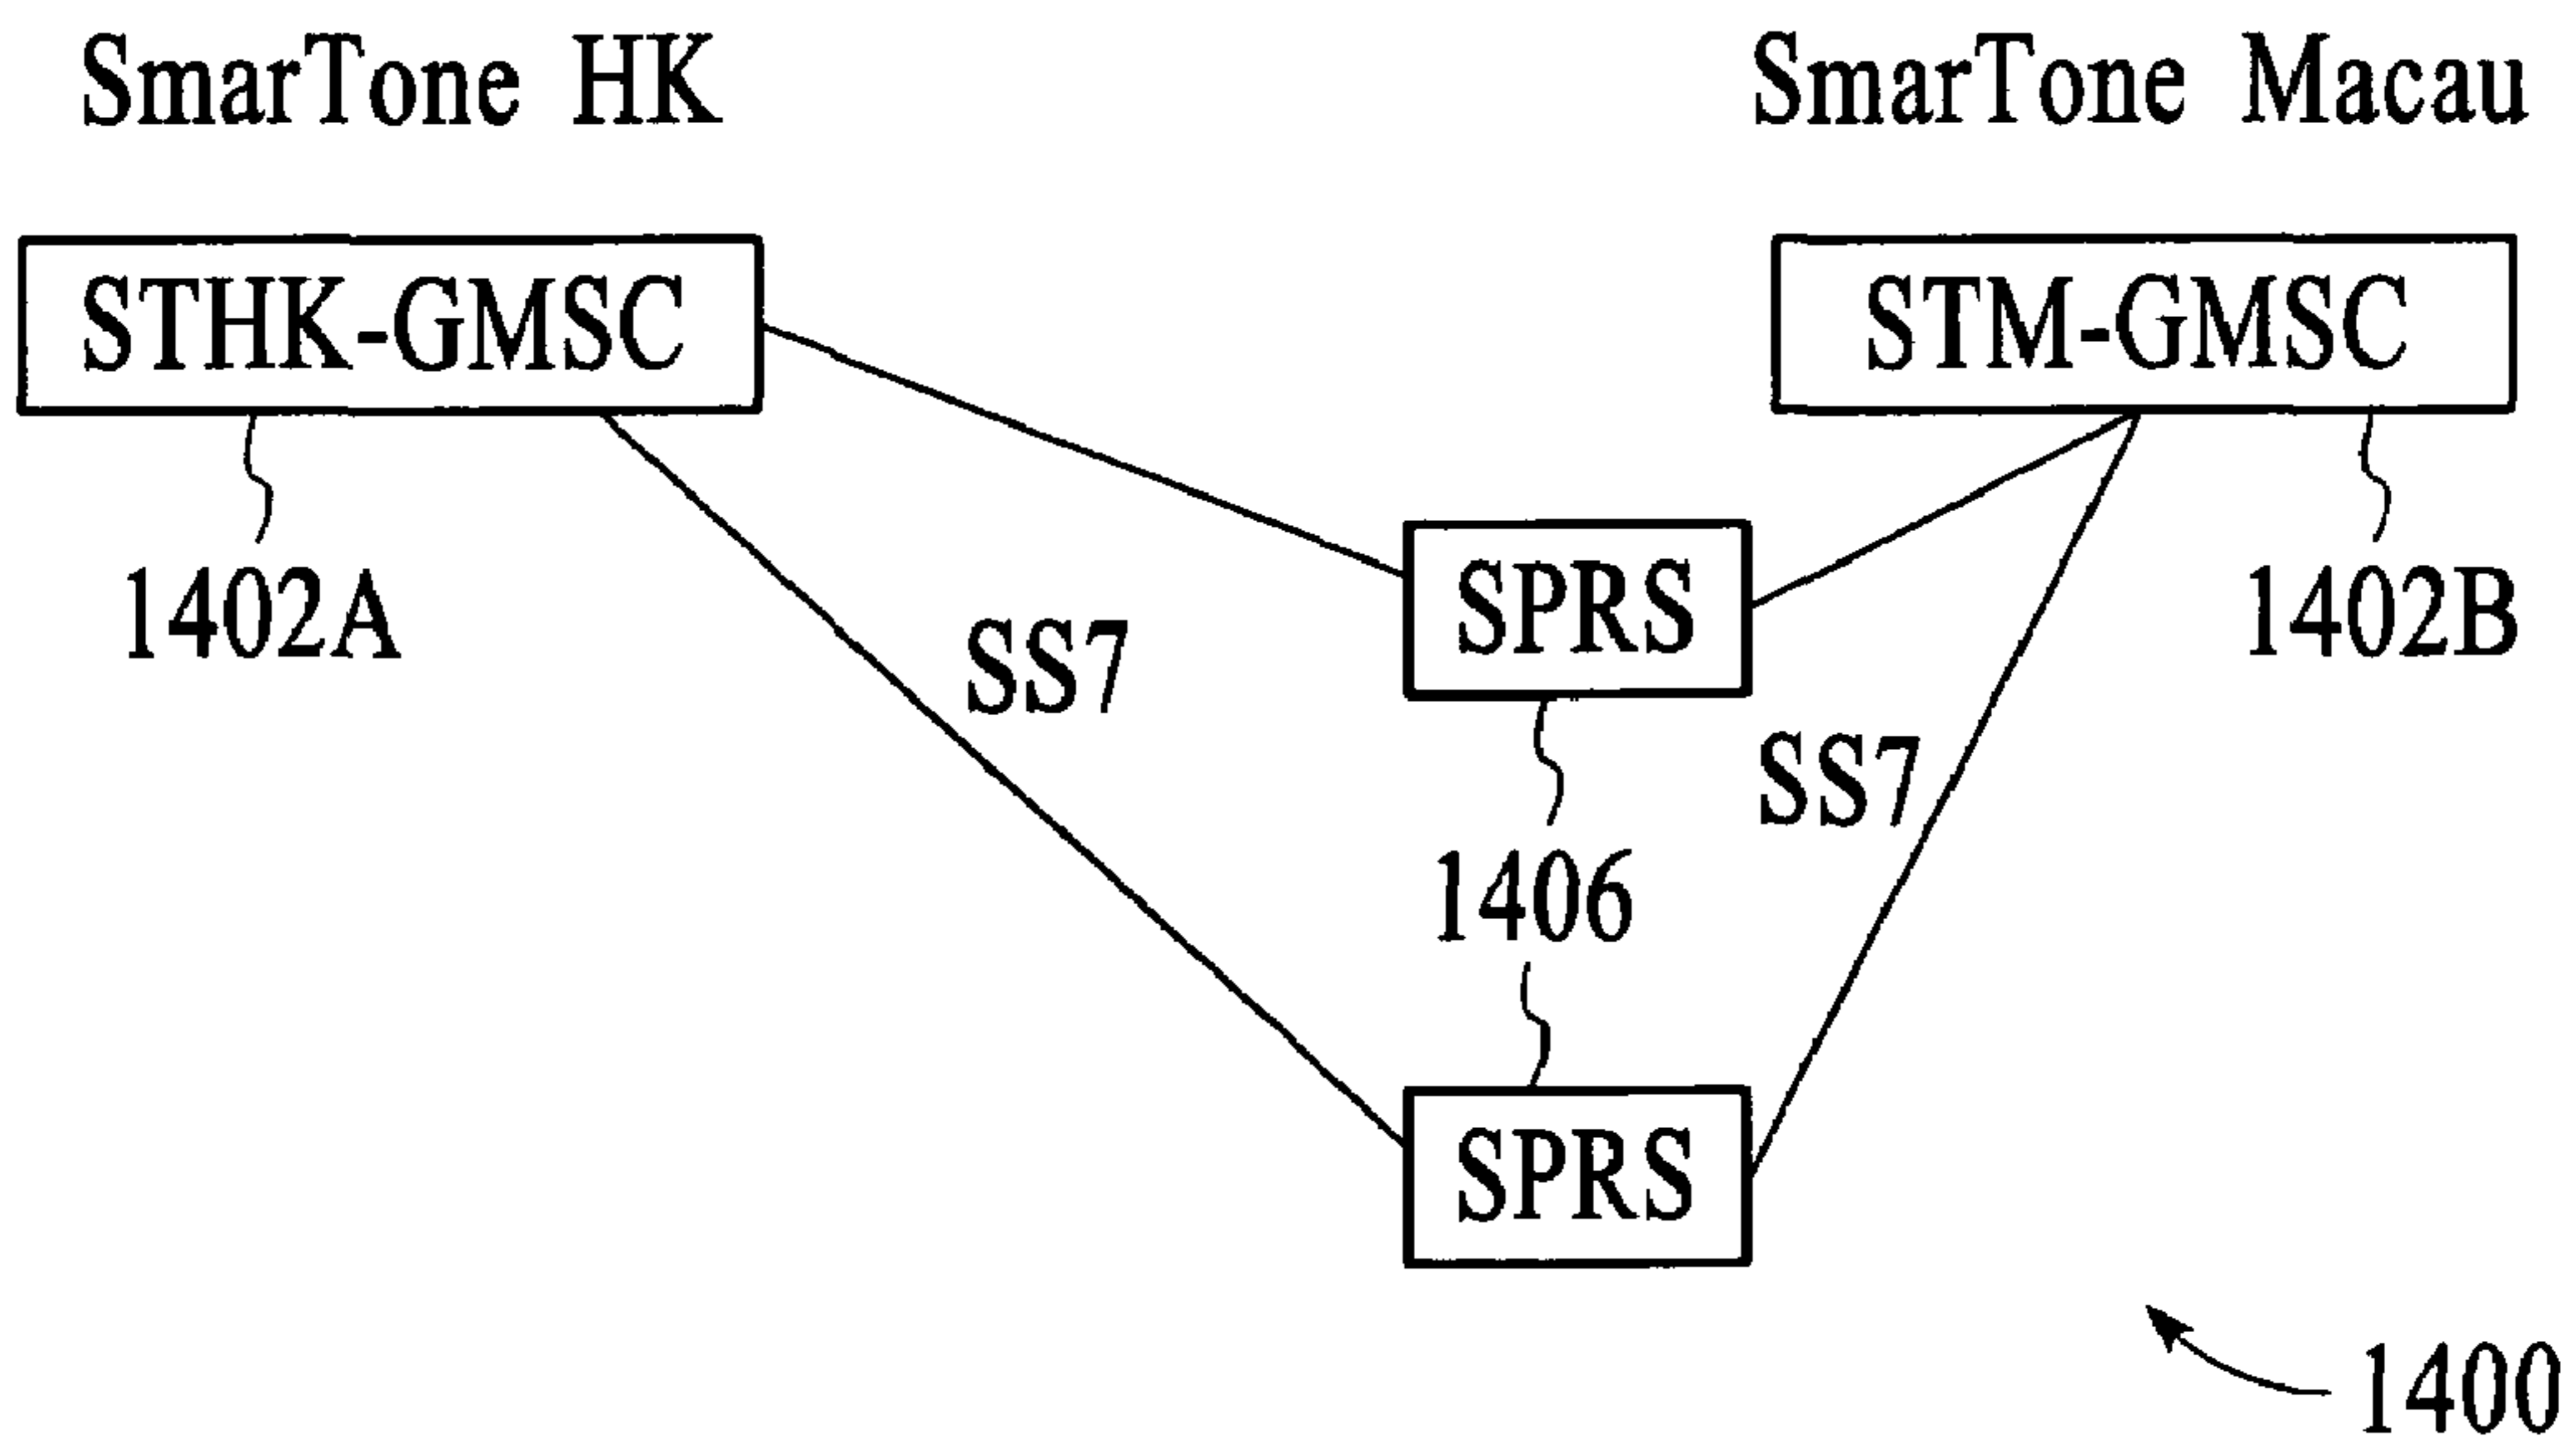 SmarTone HK
SmarTone Macau
STHK-GMSC
STM-GMSC
1402A
SPRS
1402B
SS7
SS7
1406
SPRS
1400